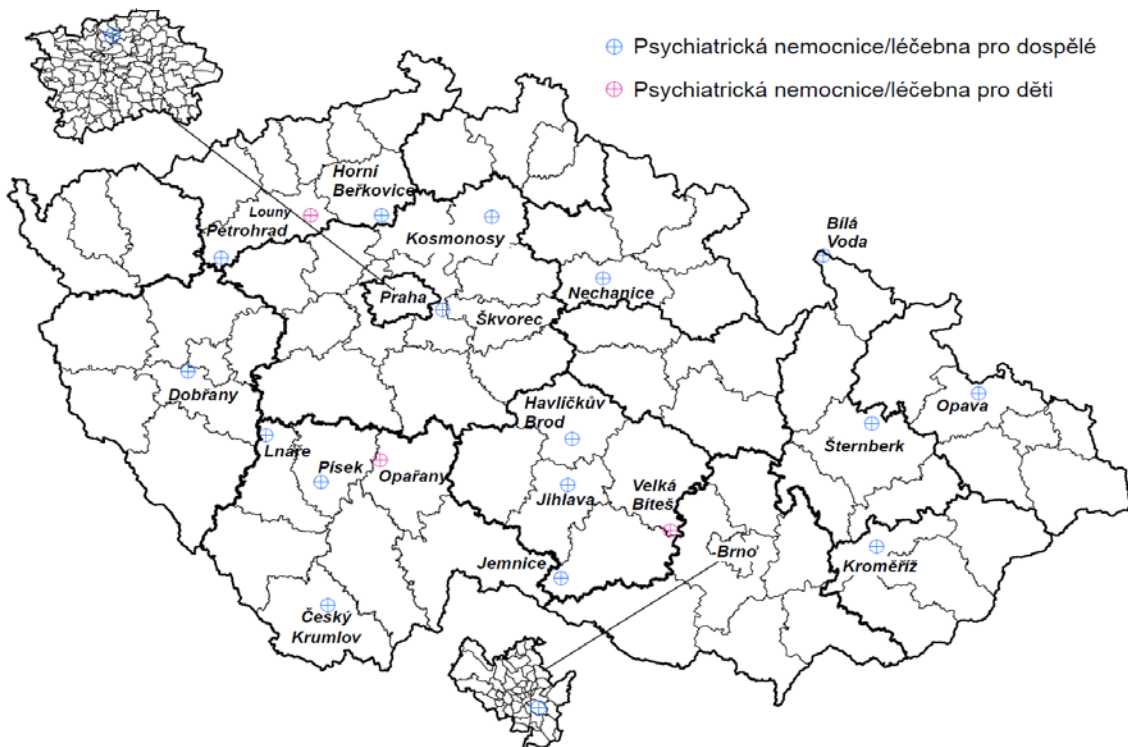 Psychiatrická nemocnice/léčebna pro dospělé
Psychiatrická nemocnice/léčebna pro děti
Horní
Beřkovice
Louny
Petrohrad
Kosmonosy
Bílá
Voda
Praha
Nechanice
Škvorec
Dobřany
Havlíčkův
Brod
Opava
Šternberk
Lnáře
Písek
Opařany
Jihlava
Velká
Bíteš
Brno
Kroměříž
Jemnice
Český
Krumlov